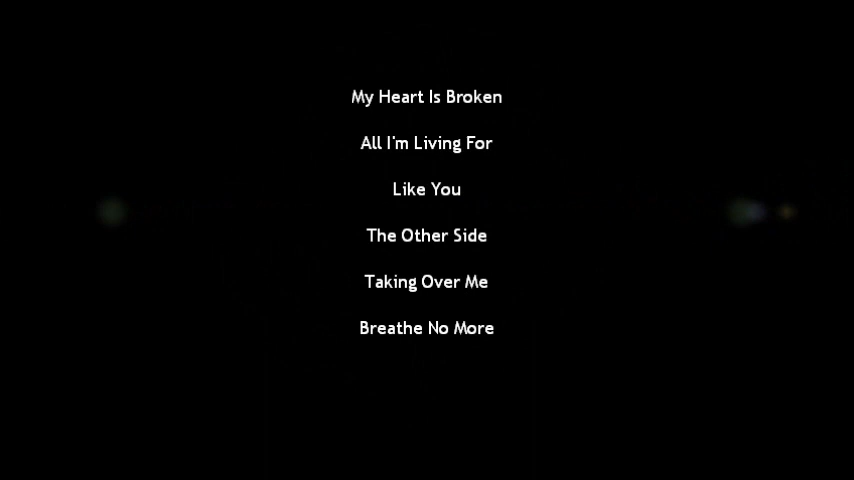 My Heart Is Broken
All I'm Living For
Like You
The Other Side
Taking Over Me
Breathe No More